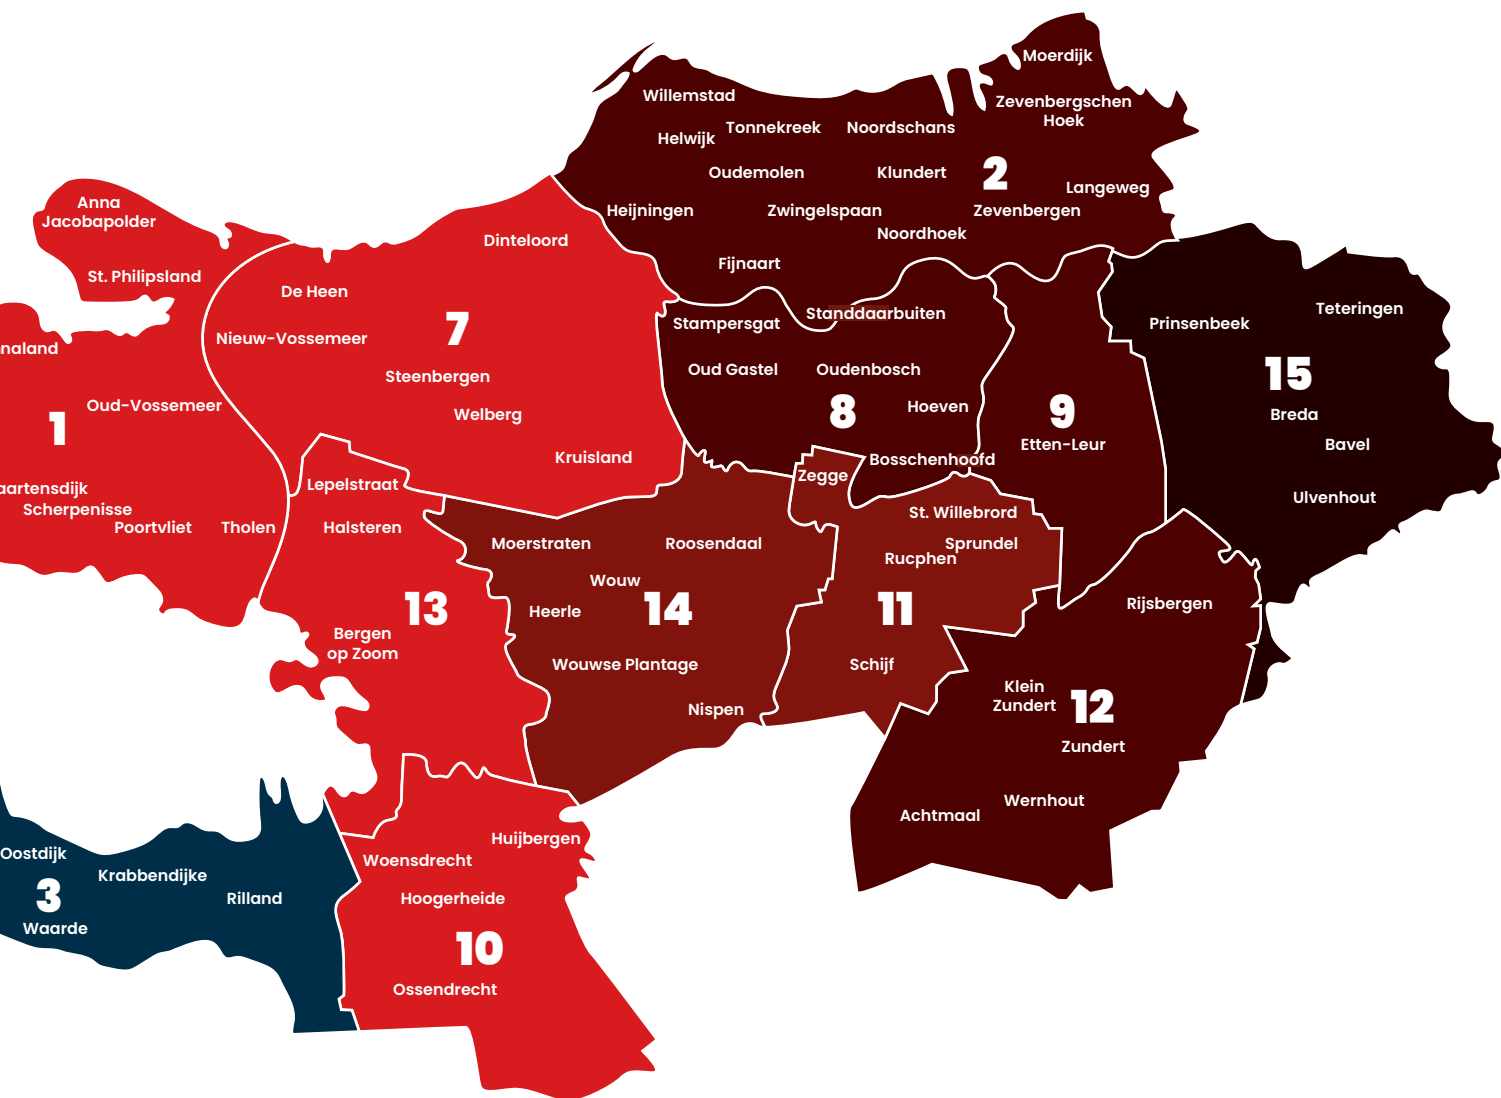 Moerdijk
Willemstad
Zevenbergschen
Hoek
Helwijk
Tonnekreek
Noordschans
Oudemolen
Klundert
2
Langeweg
Heijningen
Zwingelspaan
Zevenbergen
Noordhoek
Fijnaart
Anna
Jacobapolder
St. Philipsland
naland
Oud-Vossemeer
1
aartensdijk
Scherpenisse
Poortvliet
Tholen
Dinteloord
De Heen
Nieuw-Vossemeer
7
Steenbergen
Welberg
Kruisland
Standdaarbuiten
Stampersgat
Oud Gastel
Oudenbosch
8
Hoeven
Bosschenhoofd
9
Etten-Leur
Teteringen
Prinsenbeek
15
Breda
Bavel
Ulvenhout
Lepelstraat
Halsteren
13
Bergen
op Zoom
Moerstraten
Roosendaal
Wouw
Heerle
14
Wouwse Plantage
Nispen
Zegge
St. Willebrord
Sprundel
Rucphen
11
Schijf
Rijsbergen
Klein
Zundert
12
Zundert
Wernhout
Achtmaal
Oostdijk
Krabbendijke
3
Rilland
Waarde
Huijbergen
Woensdrecht
Hoogerheide
10
Ossendrecht